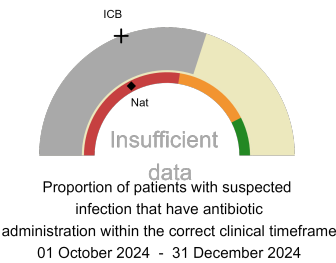 ICB
Nat
Insufficient
data
Proportion of patients with suspected
infection that have antibiotic
administration within the correct clinical timeframe
01 October 2024 - 31 December 2024